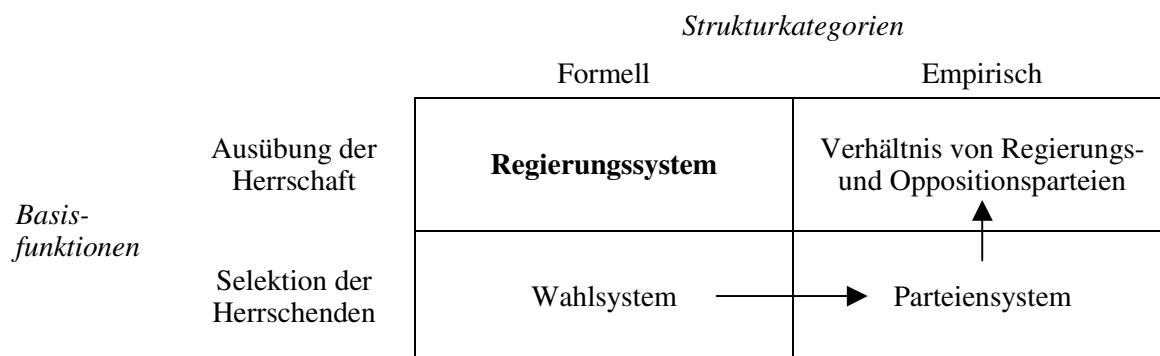 Strukturkategorien
Formell
Empirisch
Ausübung der
Herrschaft
Regierungssystem
Verhältnis von Regierungs-
und Oppositionsparteien
Basis-
funktionen
Selektion der
Herrschenden
Wahlsystem
Parteiensystem